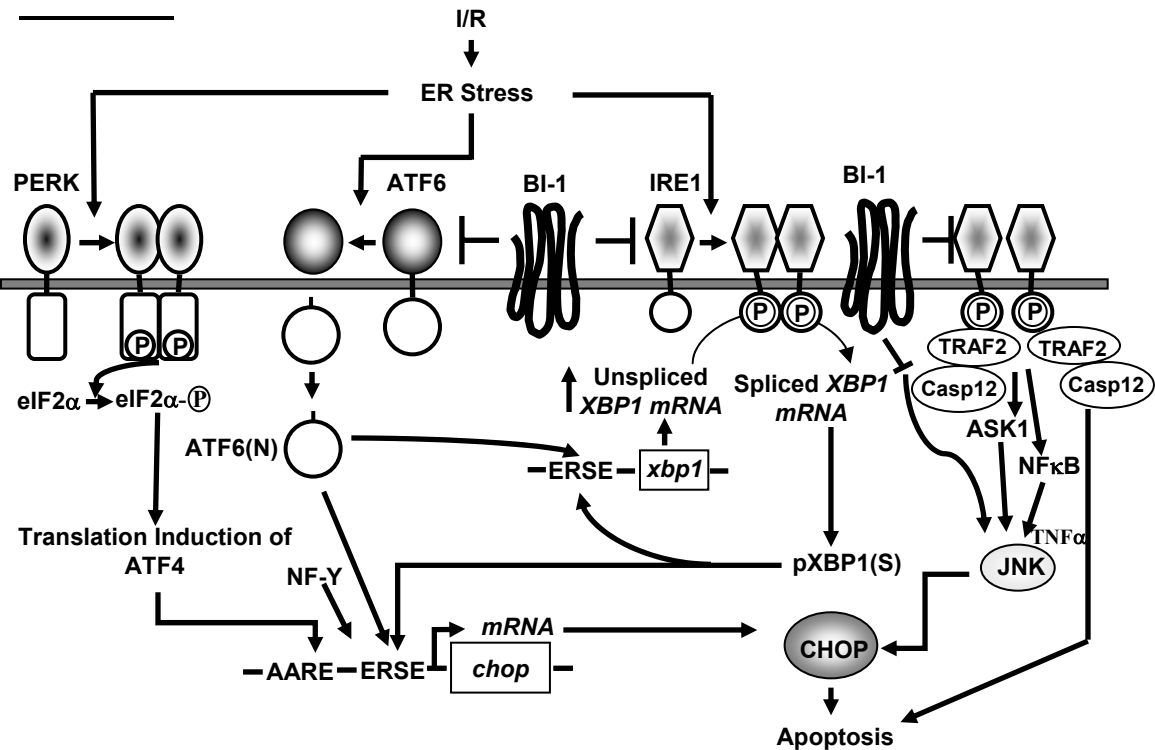 I/R
ER Stress
PERK
ATF6
BI-1
IRE1
BI-1
P
P
P
P
P
P
TRAF2
TRAF2
Casp12
Casp12
eIF2α
eIF2α-Ⓟ
Unspliced
XBP1 mRNA
Spliced XBP1
mRNA
ASK1
NFκB
ATF6(N)
ERSE
xbp1
Translation Induction of
ATF4
TNFα
JNK
pXBP1(S)
NF-Y
mRNA
AARE
ERSE
chop
CHOP
Apoptosis